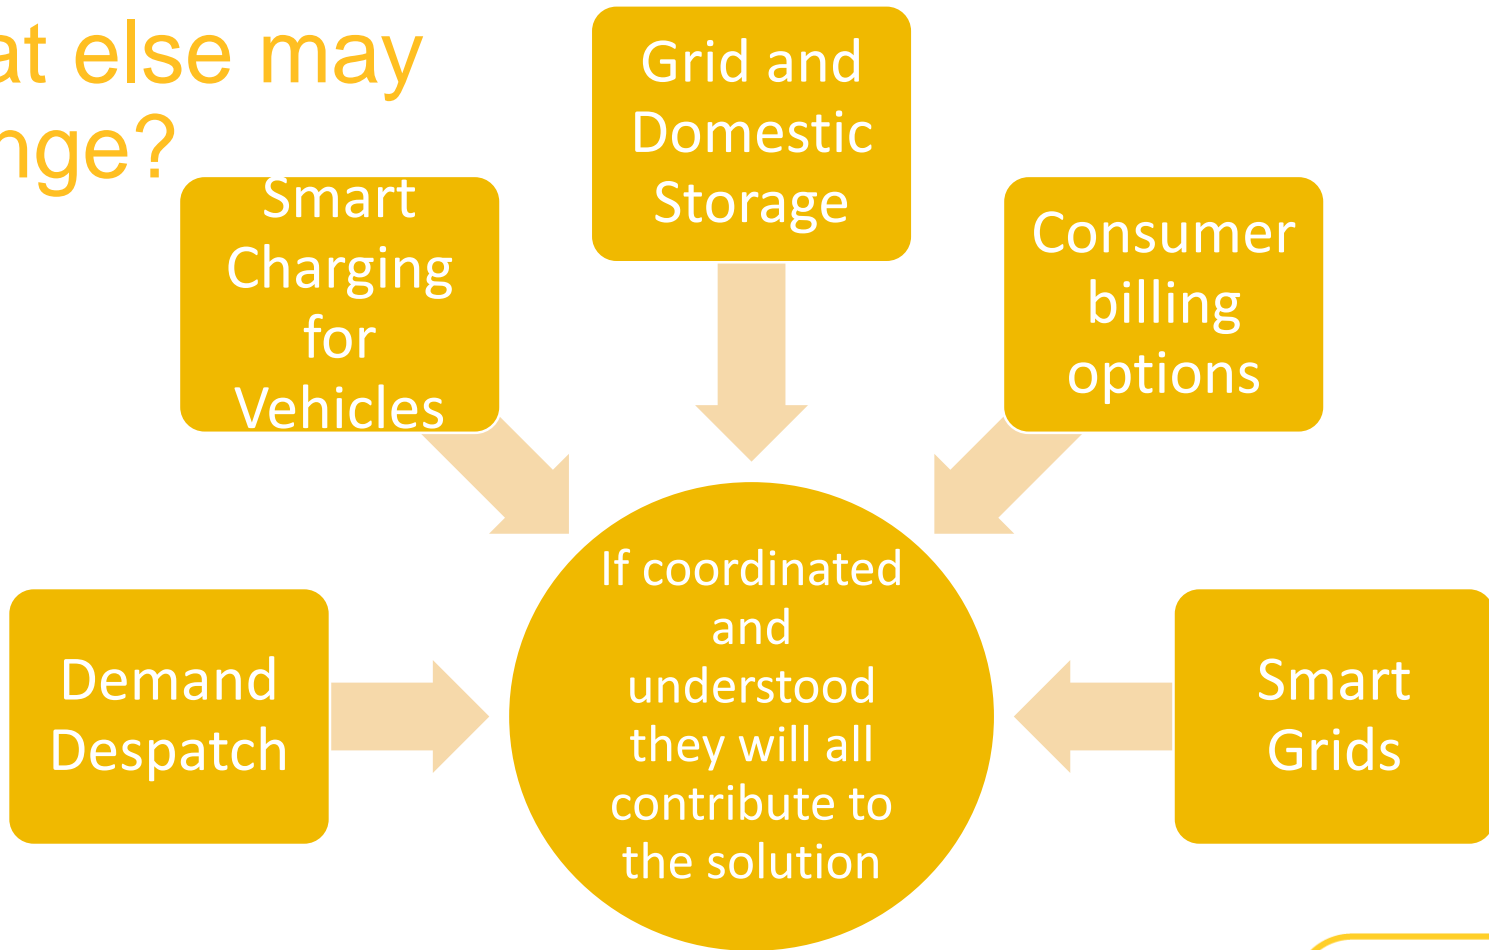 at else may
nge?
Grid and
Domestic
Storage
Smart
Charging
for
Vehicles
Consumer
billing
options
If coordinated
and
understood
they will all
contribute to
the solution
Demand
Despatch
Smart
Grids